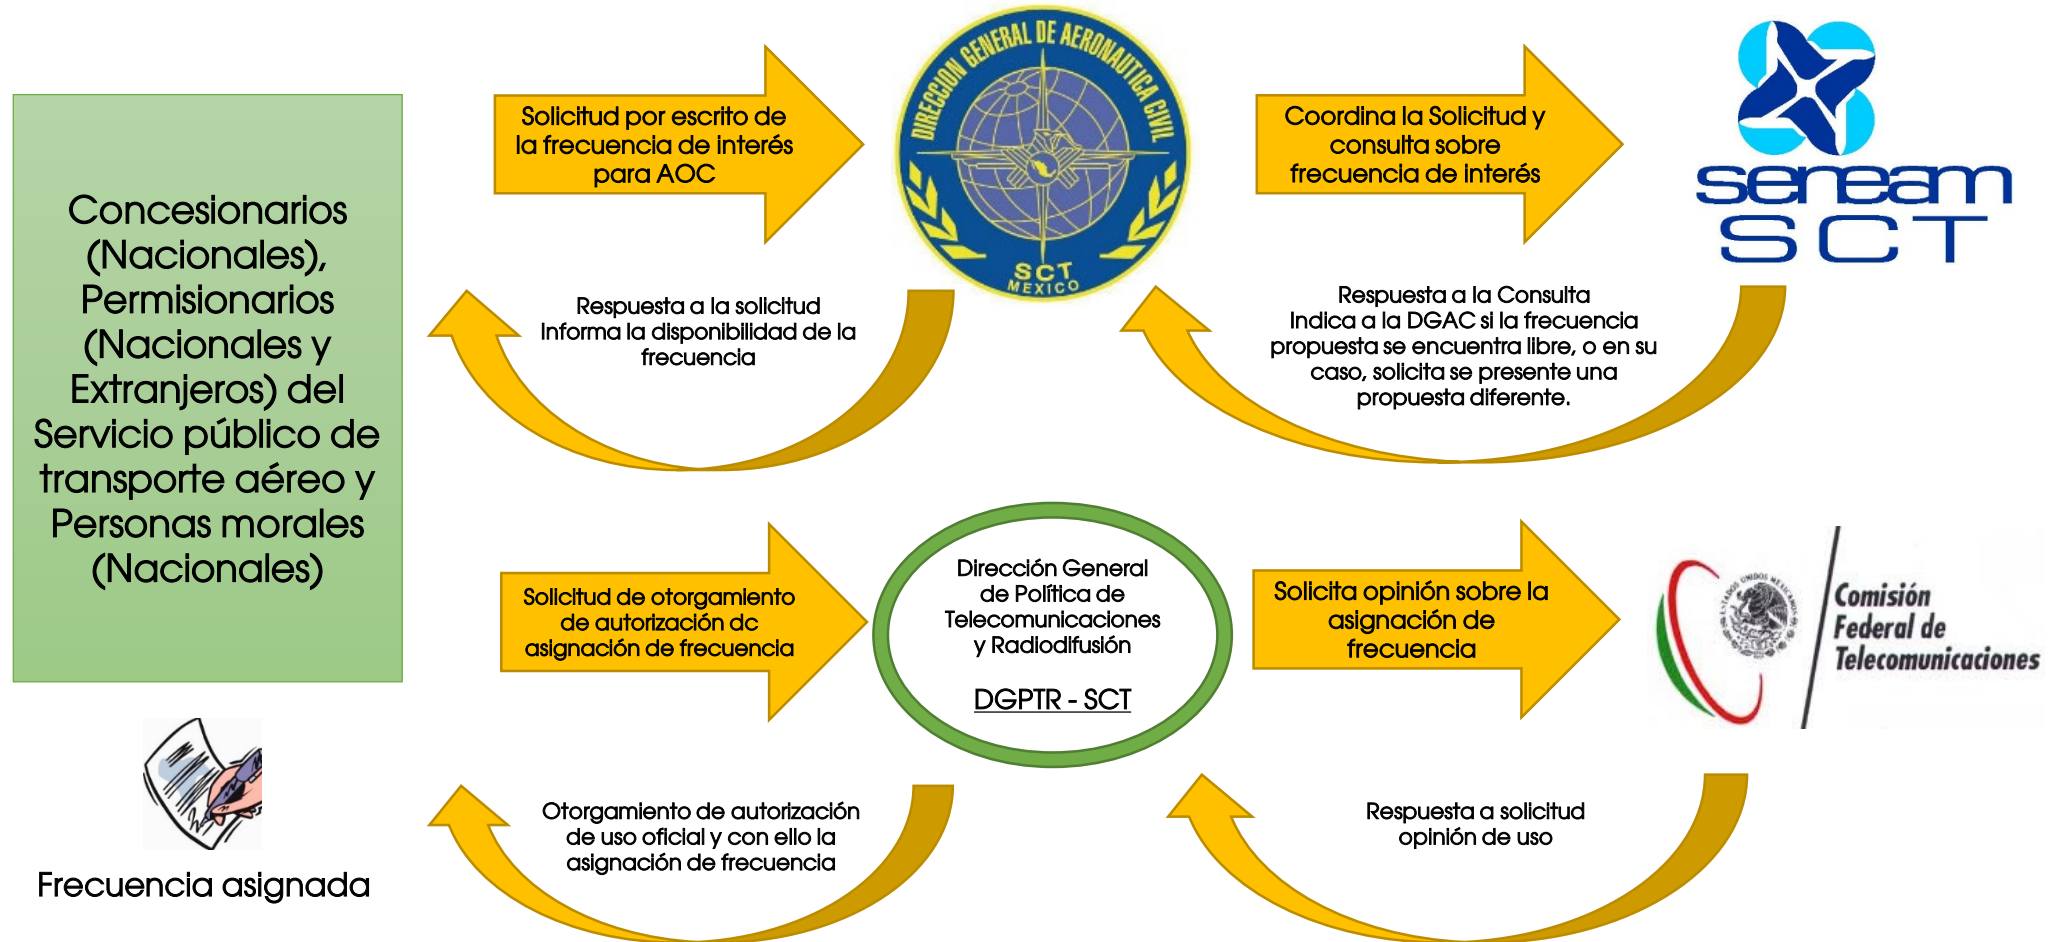 Concesionarios
(Nacionales),
Permisionarios
(Nacionales y
Extranjeros) del
Servicio público de
transporte aéreo y
Personas morales
(Nacionales)
Solicitud por escrito de
la frecuencia de interés
para AOC
DIRECCION GENERAL DE AERONAUTICA CIVIL
SCT
MEXICO
Coordina la Solicitud y
consulta sobre
frecuencia de interés
seneam
SCT
Respuesta a la solicitud
Informa la disponibilidad de la
frecuencia
Respuesta a la Consulta
Indica a la DGAC si la frecuencia
propuesta se encuentra libre, o en su
caso, solicita se presente una
propuesta diferente.
Solicitud de otorgamiento
de autorización dc
asignación de frecuencia
Dirección General
de Política de
Telecomunicaciones
y Radiodifusión
DGPTR - SCT
Solicita opinión sobre la
asignación de
frecuencia
ESTADOS UNIDOS MEXICANOS
Comisión
Federal de
Telecomunicaciones
Otorgamiento de autorización
de uso oficial y con ello la
asignación de frecuencia
Respuesta a solicitud
opinión de uso
Frecuencia asignada